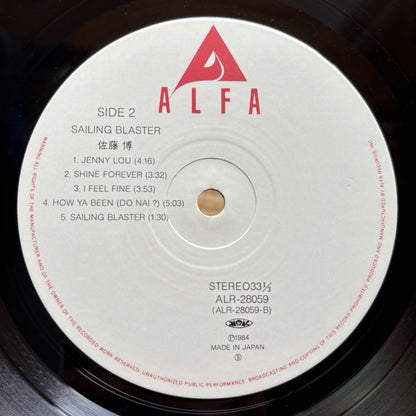 ALFA
SIDE 2
SAILING BLASTER
佐藤 博
1. JENNY LOU (4:16)
2. SHINE FOREVER (3:32)
3. I FEEL FINE (3:53)
4. HOW YA BEEN (DO NAI ?) (5:03)
5. SAILING BLASTER (1:30)
STEREO33⅓
ALR-28059
(ALR-28059-B)
Ⓟ1984
MADE IN JAPAN
Ⓢ
WARNING: ALL RIGHTS OF THE MANUFACTURER AND OF THE OWNER OF THE RECORDED WORK RESERVED. UNAUTHORIZED PUBLIC PERFORMANCE, BROADCASTING AND COPYING OF THIS RECORD PROHIBITED. PRODUCED AND MANUFACTURED BY ALFA RECORDS, INC.